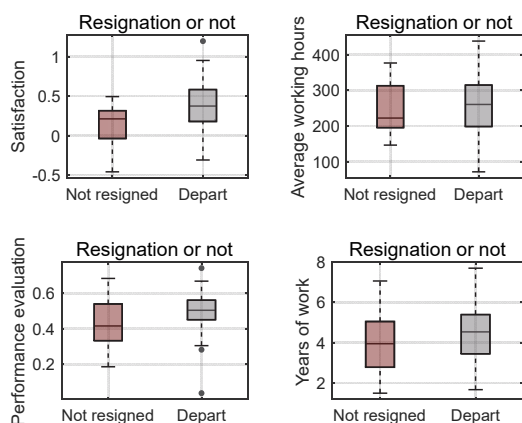 Resignation or not
Satisfaction
1
0.5
0
-0.5
Not resigned
Depart
Resignation or not
Average working hours
400
300
200
100
Not resigned
Depart
Resignation or not
Performance evaluation
0.6
0.4
0.2
Not resigned
Depart
Resignation or not
Years of work
8
6
4
2
Not resigned
Depart